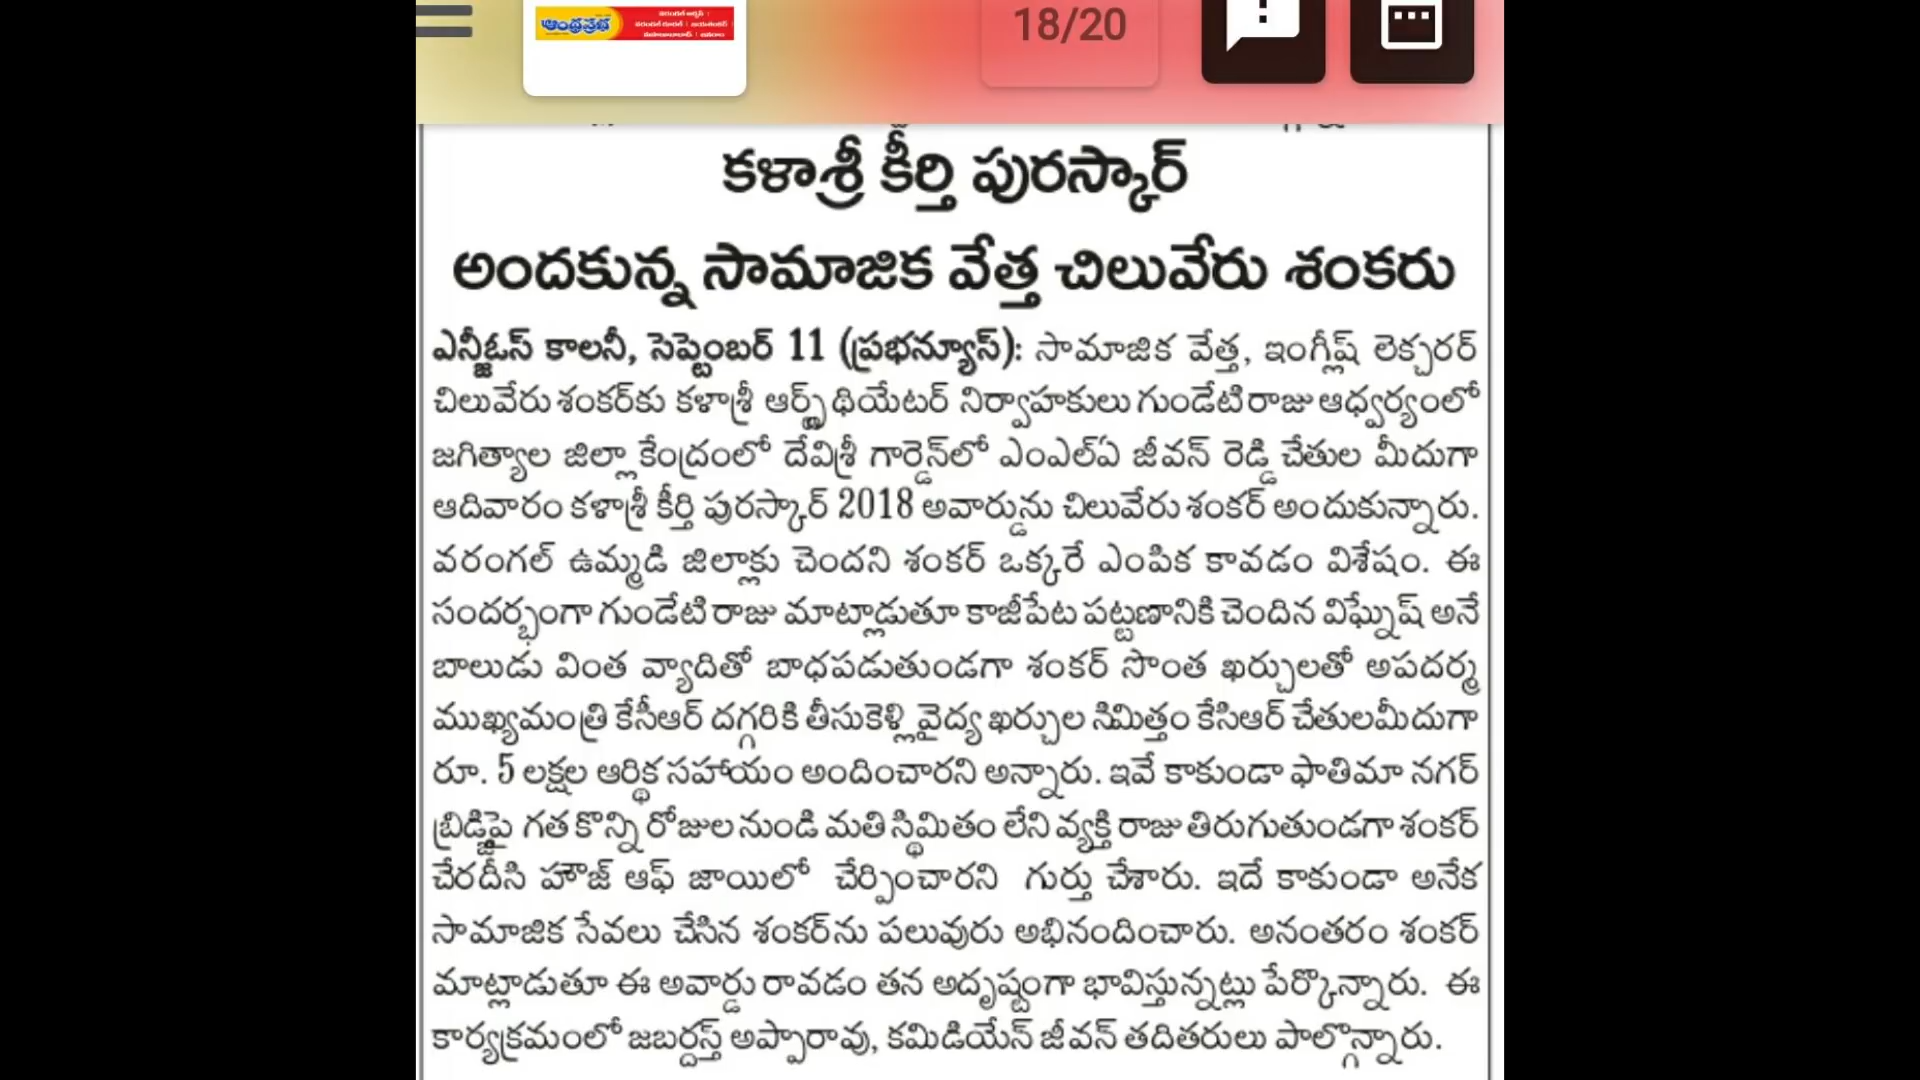 ఆంధ్రప్రభ
18/20
కళాశ్రీ కీర్తి పురస్కార్
అందకున్న సామాజిక వేత్త చిలువేరు శంకరు
ఎన్జీఓస్ కాలనీ, సెప్టెంబర్ 11 (ప్రభన్యూస్): సామాజిక వేత్త, ఇంగ్లీష్ లెక్చరర్
చిలువేరు శంకర్‌కు కళాశ్రీ ఆర్ట్స్ థియేటర్ నిర్వాహకులు గుండేటి రాజు ఆధ్వర్యంలో
జగిత్యాల జిల్లా కేంద్రంలో దేవిశ్రీ గార్డెన్‌లో ఎంఎల్ఏ జీవన్ రెడ్డి చేతుల మీదుగా
ఆదివారం కళాశ్రీ కీర్తి పురస్కార్ 2018 అవార్డును చిలువేరు శంకర్ అందుకున్నారు.
వరంగల్ ఉమ్మడి జిల్లాకు చెందని శంకర్ ఒక్కరే ఎంపిక కావడం విశేషం. ఈ
సందర్భంగా గుండేటి రాజు మాట్లాడుతూ కాజీపేట పట్టణానికి చెందిన విఘ్నేష్ అనే
బాలుడు వింత వ్యాదితో బాధపడుతుండగా శంకర్ సొంత ఖర్చులతో అపదర్మ
ముఖ్యమంత్రి కేసీఆర్ దగ్గరికి తీసుకెళ్లి వైద్య ఖర్చుల నిమిత్తం కేసిఆర్ చేతులమీదుగా
రూ. 5 లక్షల ఆర్థిక సహాయం అందించారని అన్నారు. ఇవే కాకుండా ఫాతిమా నగర్
బ్రిడ్జిపై గత కొన్ని రోజుల నుండి మతి స్థిమితం లేని వ్యక్తి రాజు తిరుగుతుండగా శంకర్
చేరదీసి హౌజ్ ఆఫ్ జాయిలో చేర్పించారని గుర్తు చేశారు. ఇదే కాకుండా అనేక
సామాజిక సేవలు చేసిన శంకర్‌ను పలువురు అభినందించారు. అనంతరం శంకర్
మాట్లాడుతూ ఈ అవార్డు రావడం తన అదృష్టంగా భావిస్తున్నట్లు పేర్కొన్నారు. ఈ
కార్యక్రమంలో జబర్దస్త్ అప్పారావు, కమిడియేన్ జీవన్ తదితరులు పాల్గొన్నారు.